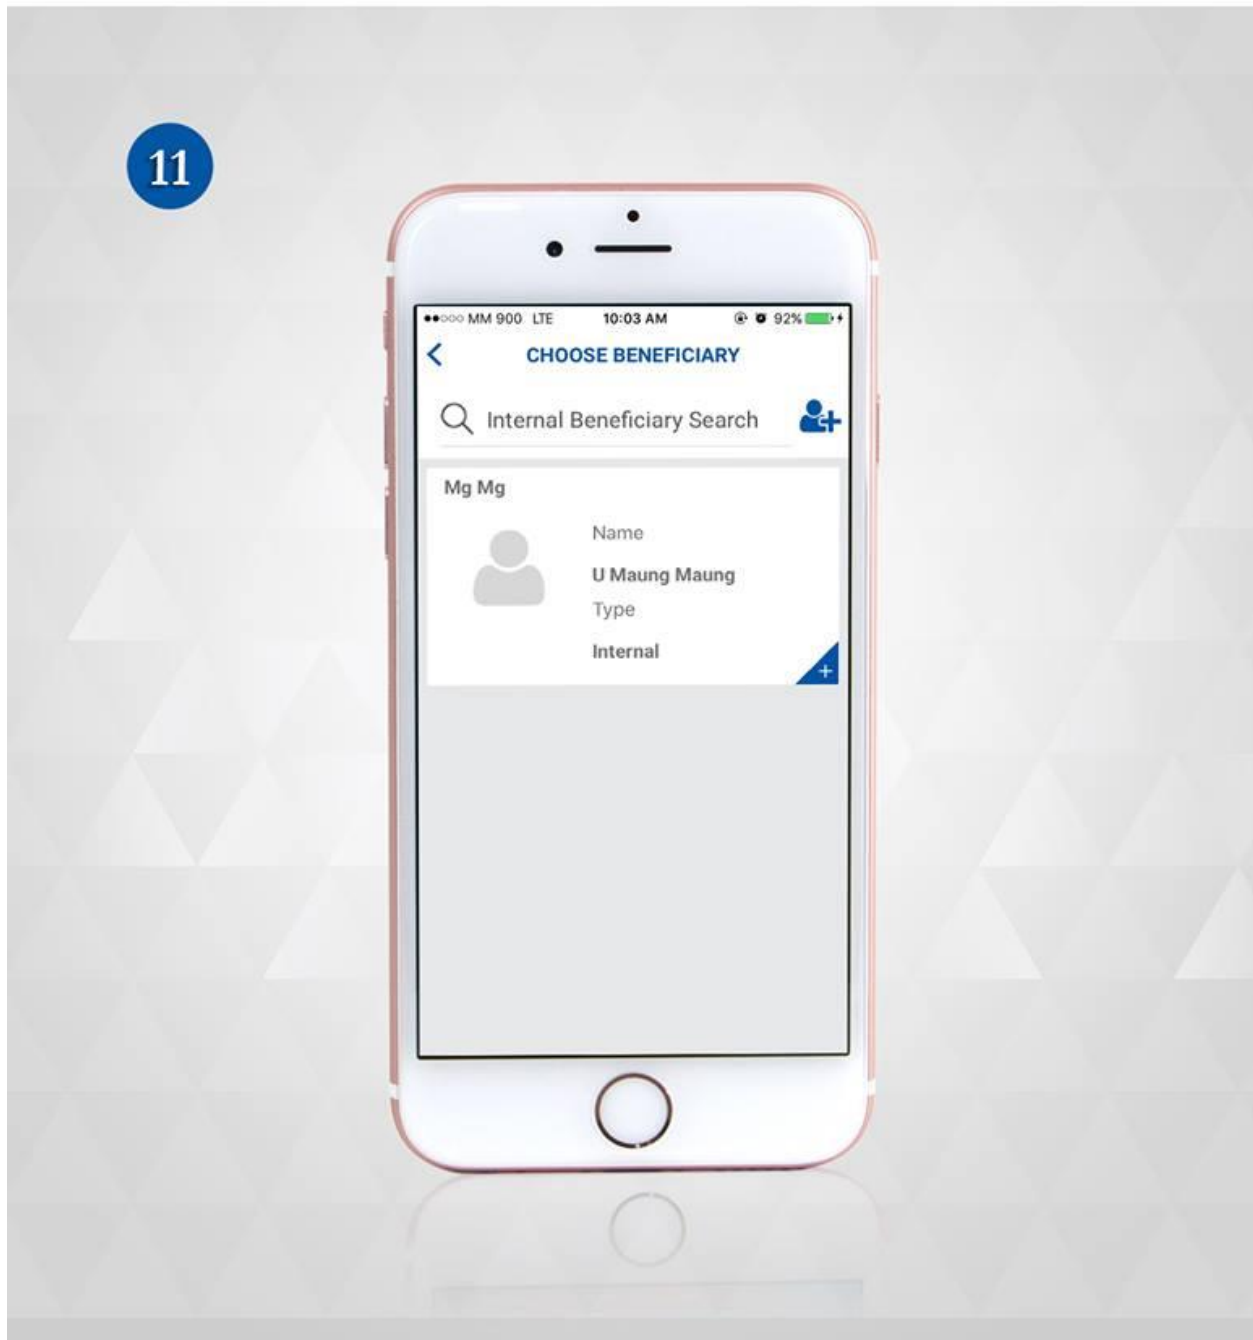 11
MM 900 LTE 10:03 AM 92%
CHOOSE BENEFICIARY
Internal Beneficiary Search
Mg Mg
Name
U Maung Maung
Type
Internal
+